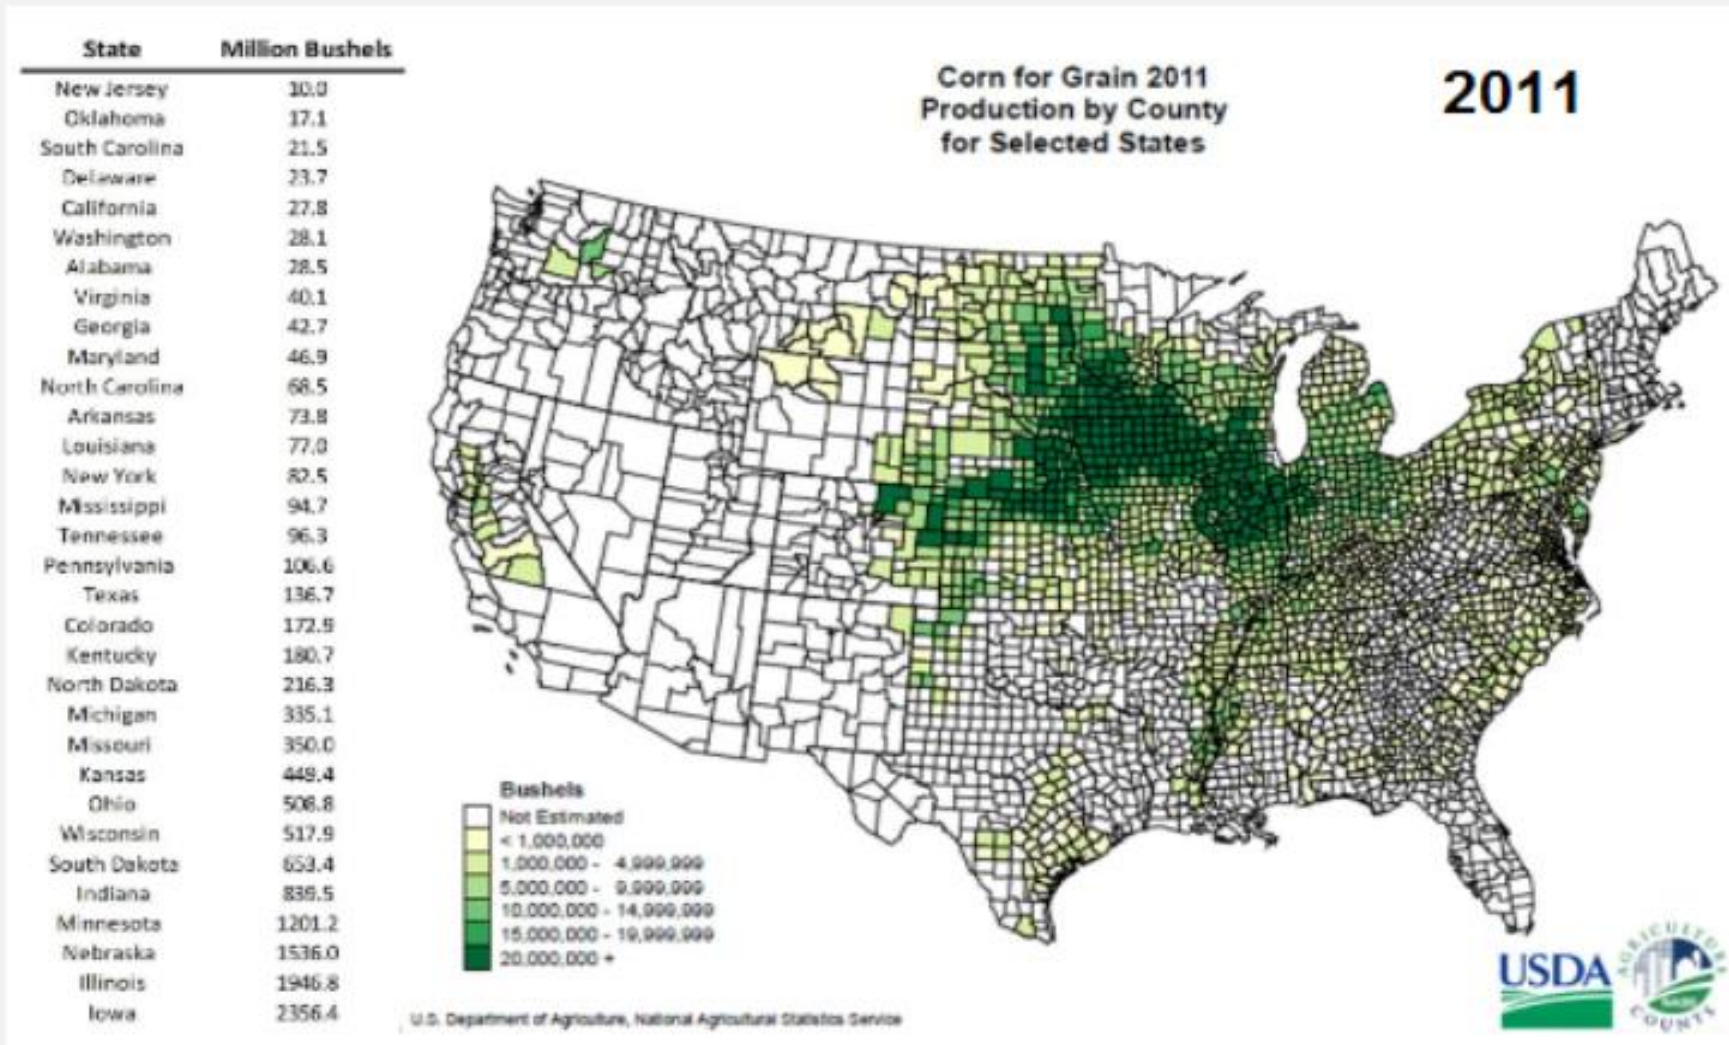 State Million Bushels
New Jersey 10.0
Oklahoma 17.1
South Carolina 21.5
Delaware 23.7
California 27.8
Washington 28.1
Alabama 28.5
Virginia 40.1
Georgia 42.7
Maryland 46.9
North Carolina 68.5
Arkansas 73.8
Louisiana 77.0
New York 82.5
Mississippi 94.7
Tennessee 96.3
Pennsylvania 106.6
Texas 136.7
Colorado 172.9
Kentucky 180.7
North Dakota 216.3
Michigan 335.1
Missouri 350.0
Kansas 449.4
Ohio 508.8
Wisconsin 517.9
South Dakota 653.4
Indiana 839.5
Minnesota 1201.2
Nebraska 1536.0
Illinois 1946.8
Iowa 2356.4
Corn for Grain 2011
Production by County
for Selected States
2011
Bushels
Not Estimated
< 1,000,000
1,000,000 - 4,999,999
5,000,000 - 9,999,999
10,000,000 - 14,999,999
15,000,000 - 19,999,999
20,000,000 +
U.S. Department of Agriculture, National Agricultural Statistics Service
USDA
AGRICULTURE
COUNTS